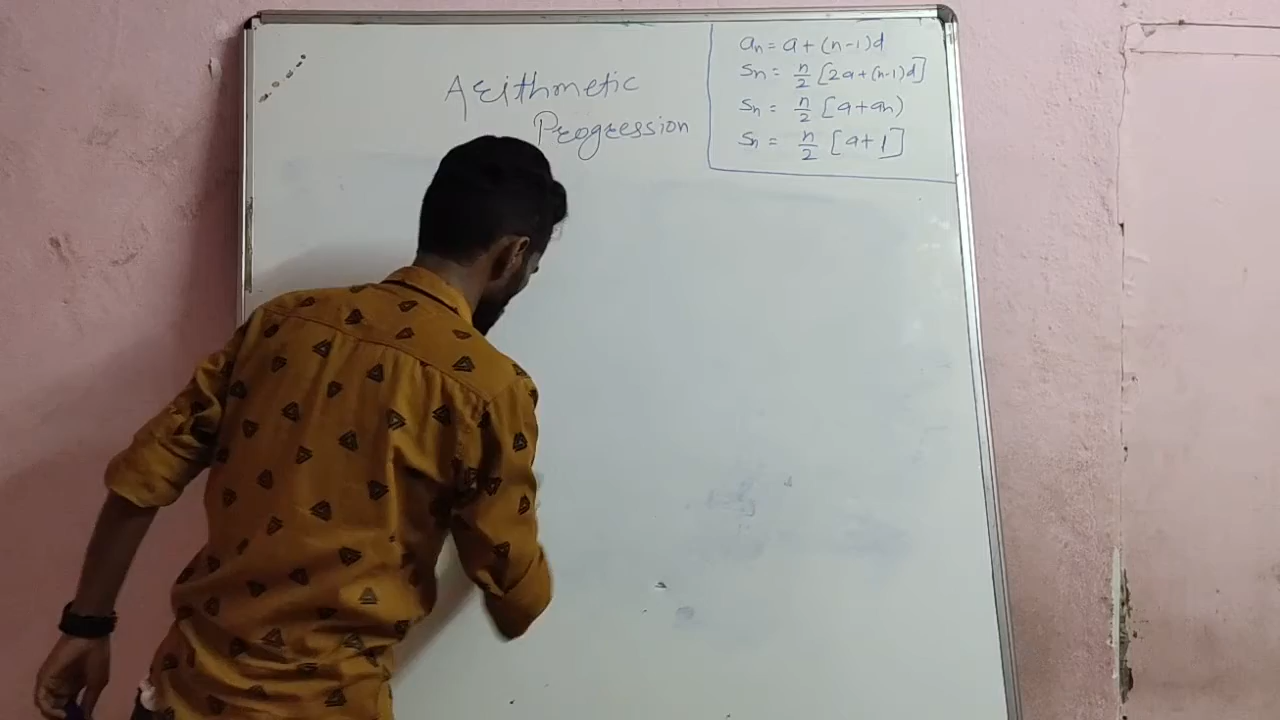 Arithmetic
Progression
an = a + (n-1)d
Sn = n/2 [2a+(n-1)d]
Sn = n/2 [a+an)
Sn = n/2 [a+l]